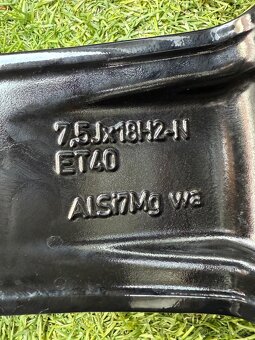 7,5Jx18H2-N
ET40
AlSi7Mg wa